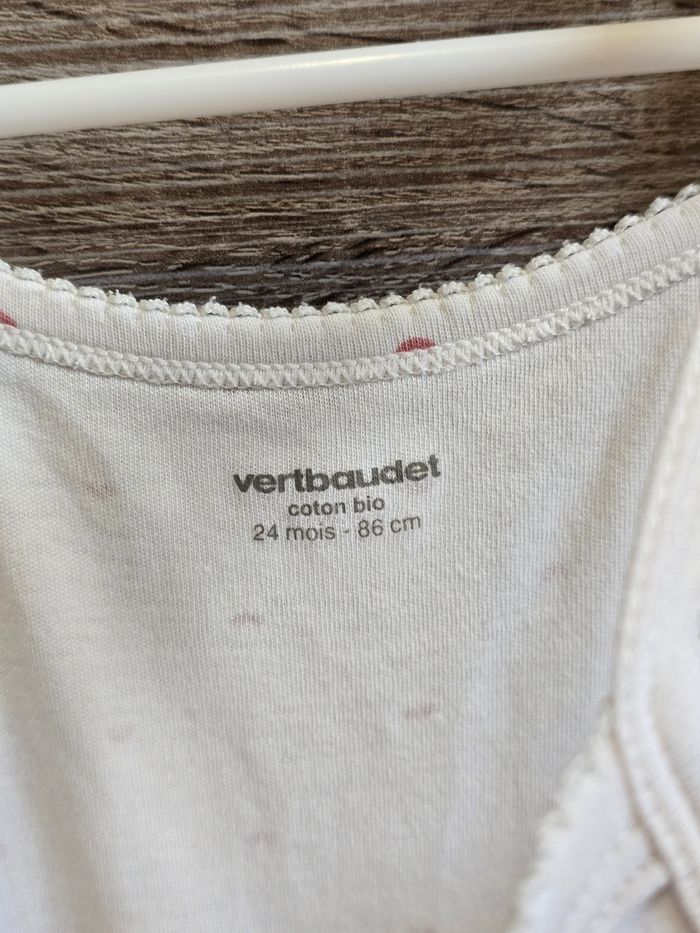 vertbaudet
coton bio
24 mois - 86 cm